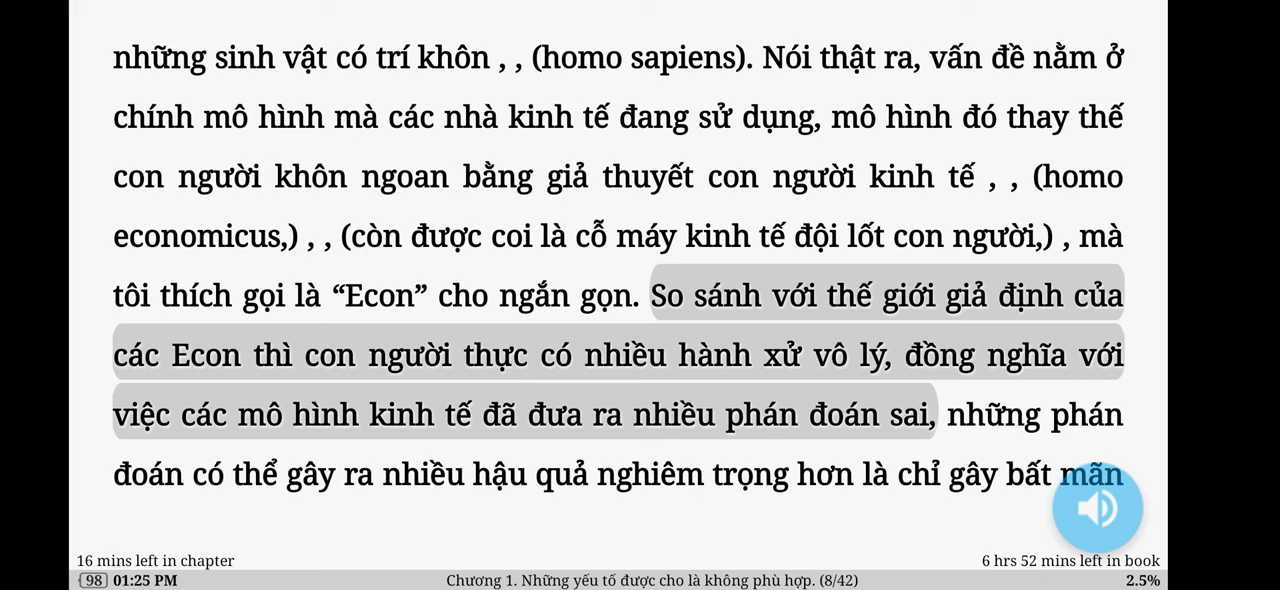 những sinh vật có trí khôn , , (homo sapiens). Nói thật ra, vấn đề nằm ở
chính mô hình mà các nhà kinh tế đang sử dụng, mô hình đó thay thế
con người khôn ngoan bằng giả thuyết con người kinh tế , , (homo
economicus,) , , (còn được coi là cỗ máy kinh tế đội lốt con người,) , mà
tôi thích gọi là “Econ” cho ngắn gọn. So sánh với thế giới giả định của
các Econ thì con người thực có nhiều hành xử vô lý, đồng nghĩa với
việc các mô hình kinh tế đã đưa ra nhiều phán đoán sai, những phán
đoán có thể gây ra nhiều hậu quả nghiêm trọng hơn là chỉ gây bất mãn
16 mins left in chapter 6 hrs 52 mins left in book
98 01:25 PM Chương 1. Những yếu tố được cho là không phù hợp. (8/42) 2.5%